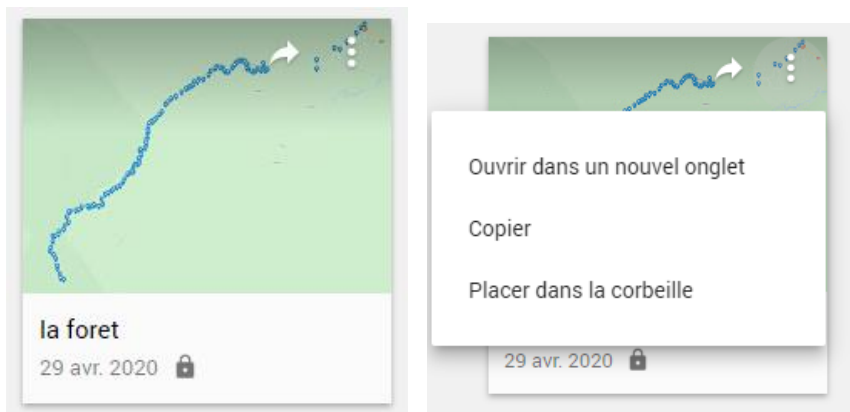 la foret
29 avr. 2020
Ouvrir dans un nouvel onglet
Copier
Placer dans la corbeille
29 avr. 2020